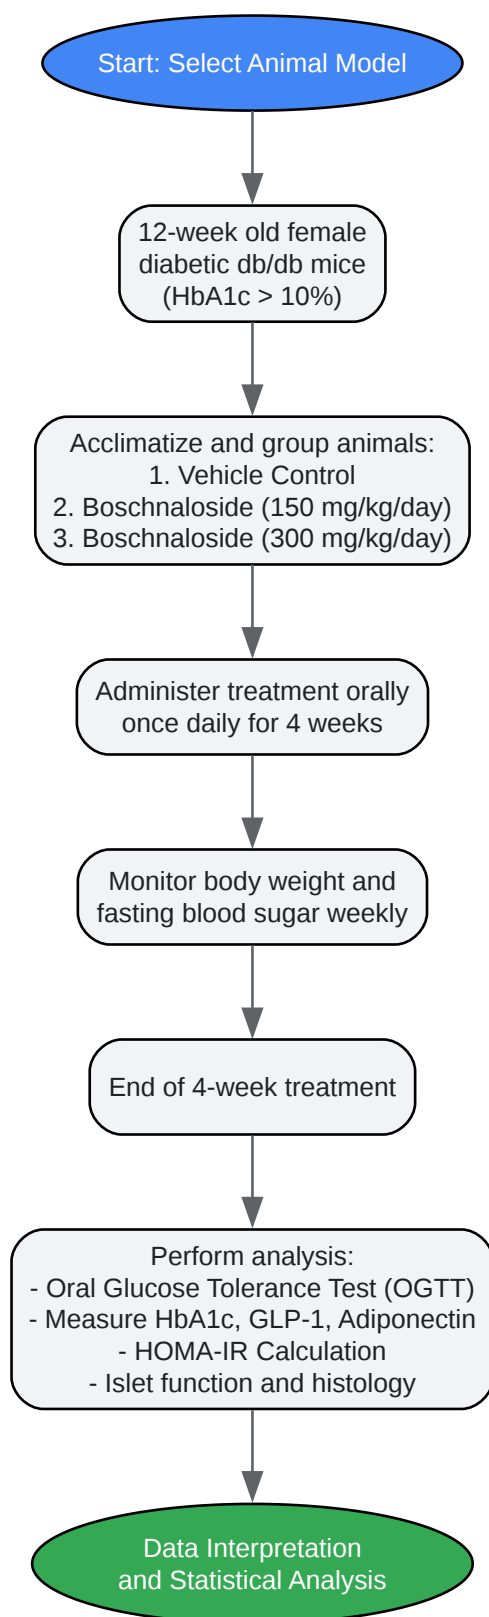 Start: Select Animal Model
12-week old female
diabetic db/db mice
(HbA1c > 10%)
Acclimatize and group animals:
1. Vehicle Control
2. Boschnaloside (150 mg/kg/day)
3. Boschnaloside (300 mg/kg/day)
Administer treatment orally
once daily for 4 weeks
Monitor body weight and
fasting blood sugar weekly
End of 4-week treatment
Perform analysis:
- Oral Glucose Tolerance Test (OGTT)
- Measure HbA1c, GLP-1, Adiponectin
- HOMA-IR Calculation
- Islet function and histology
Data Interpretation
and Statistical Analysis